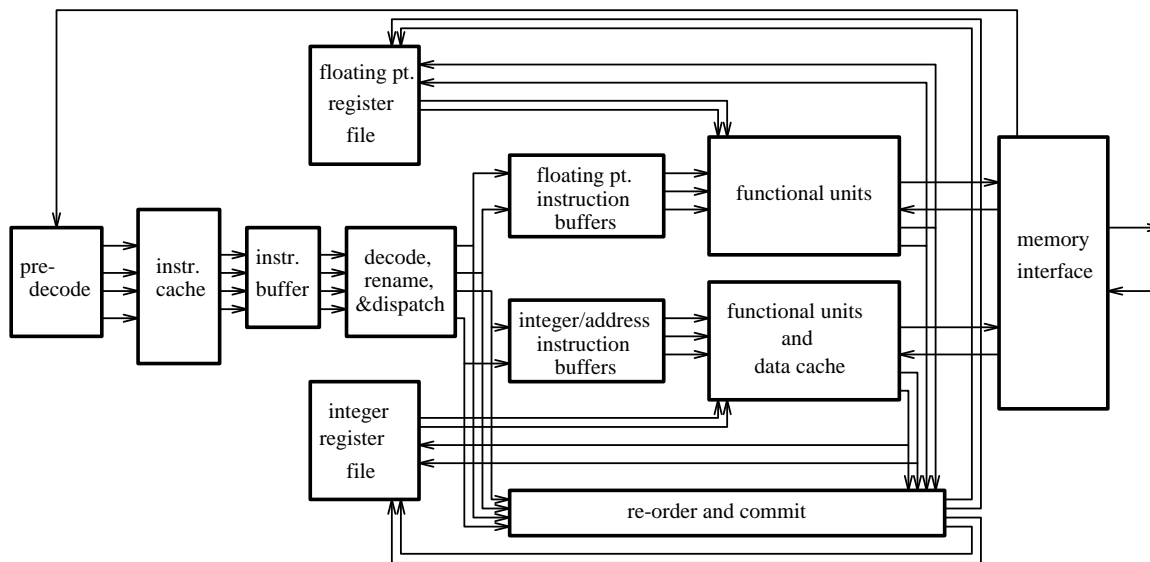 floating pt.
register
file
floating pt.
instruction
buffers
functional units
pre-
decode
instr.
cache
instr.
buffer
decode,
rename,
&dispatch
memory
interface
integer/address
instruction
buffers
functional units
and
data cache
integer
register
file
re-order and commit